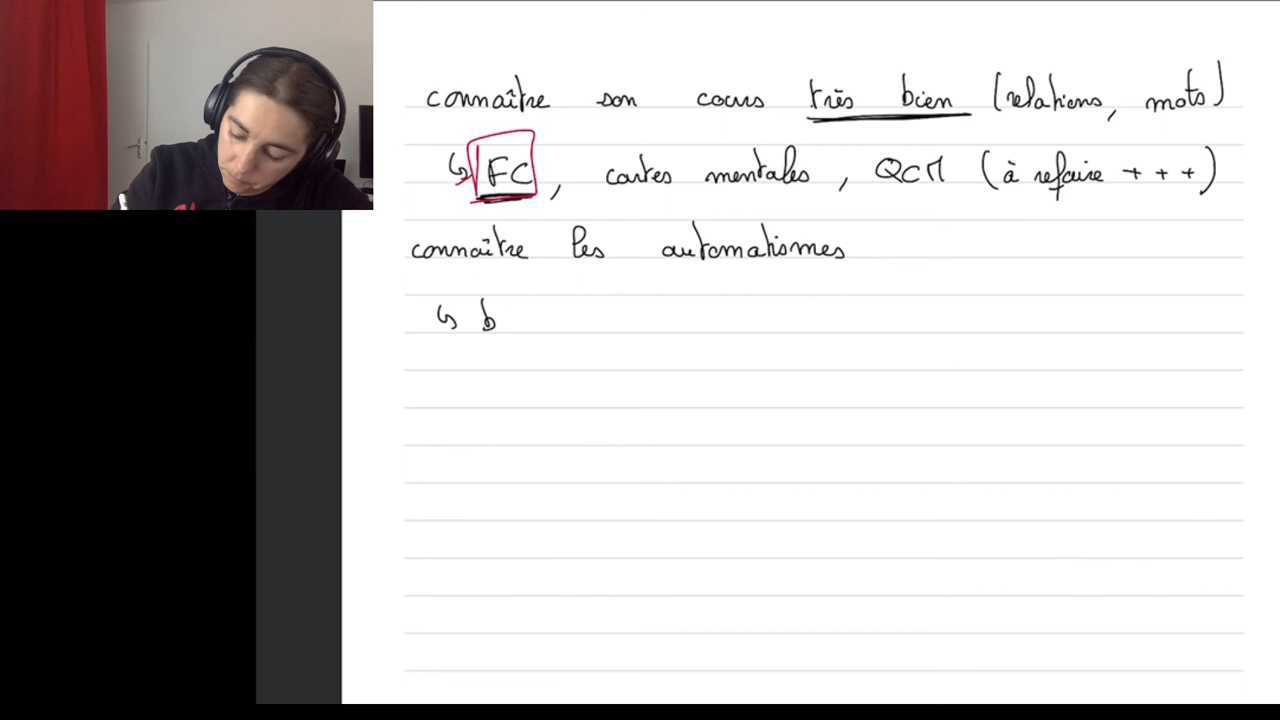 connaître son cours très bien (relations, mots)
↳ FC, cartes mentales, QCM (à refaire + + +)
connaître les automatismes
↳ b